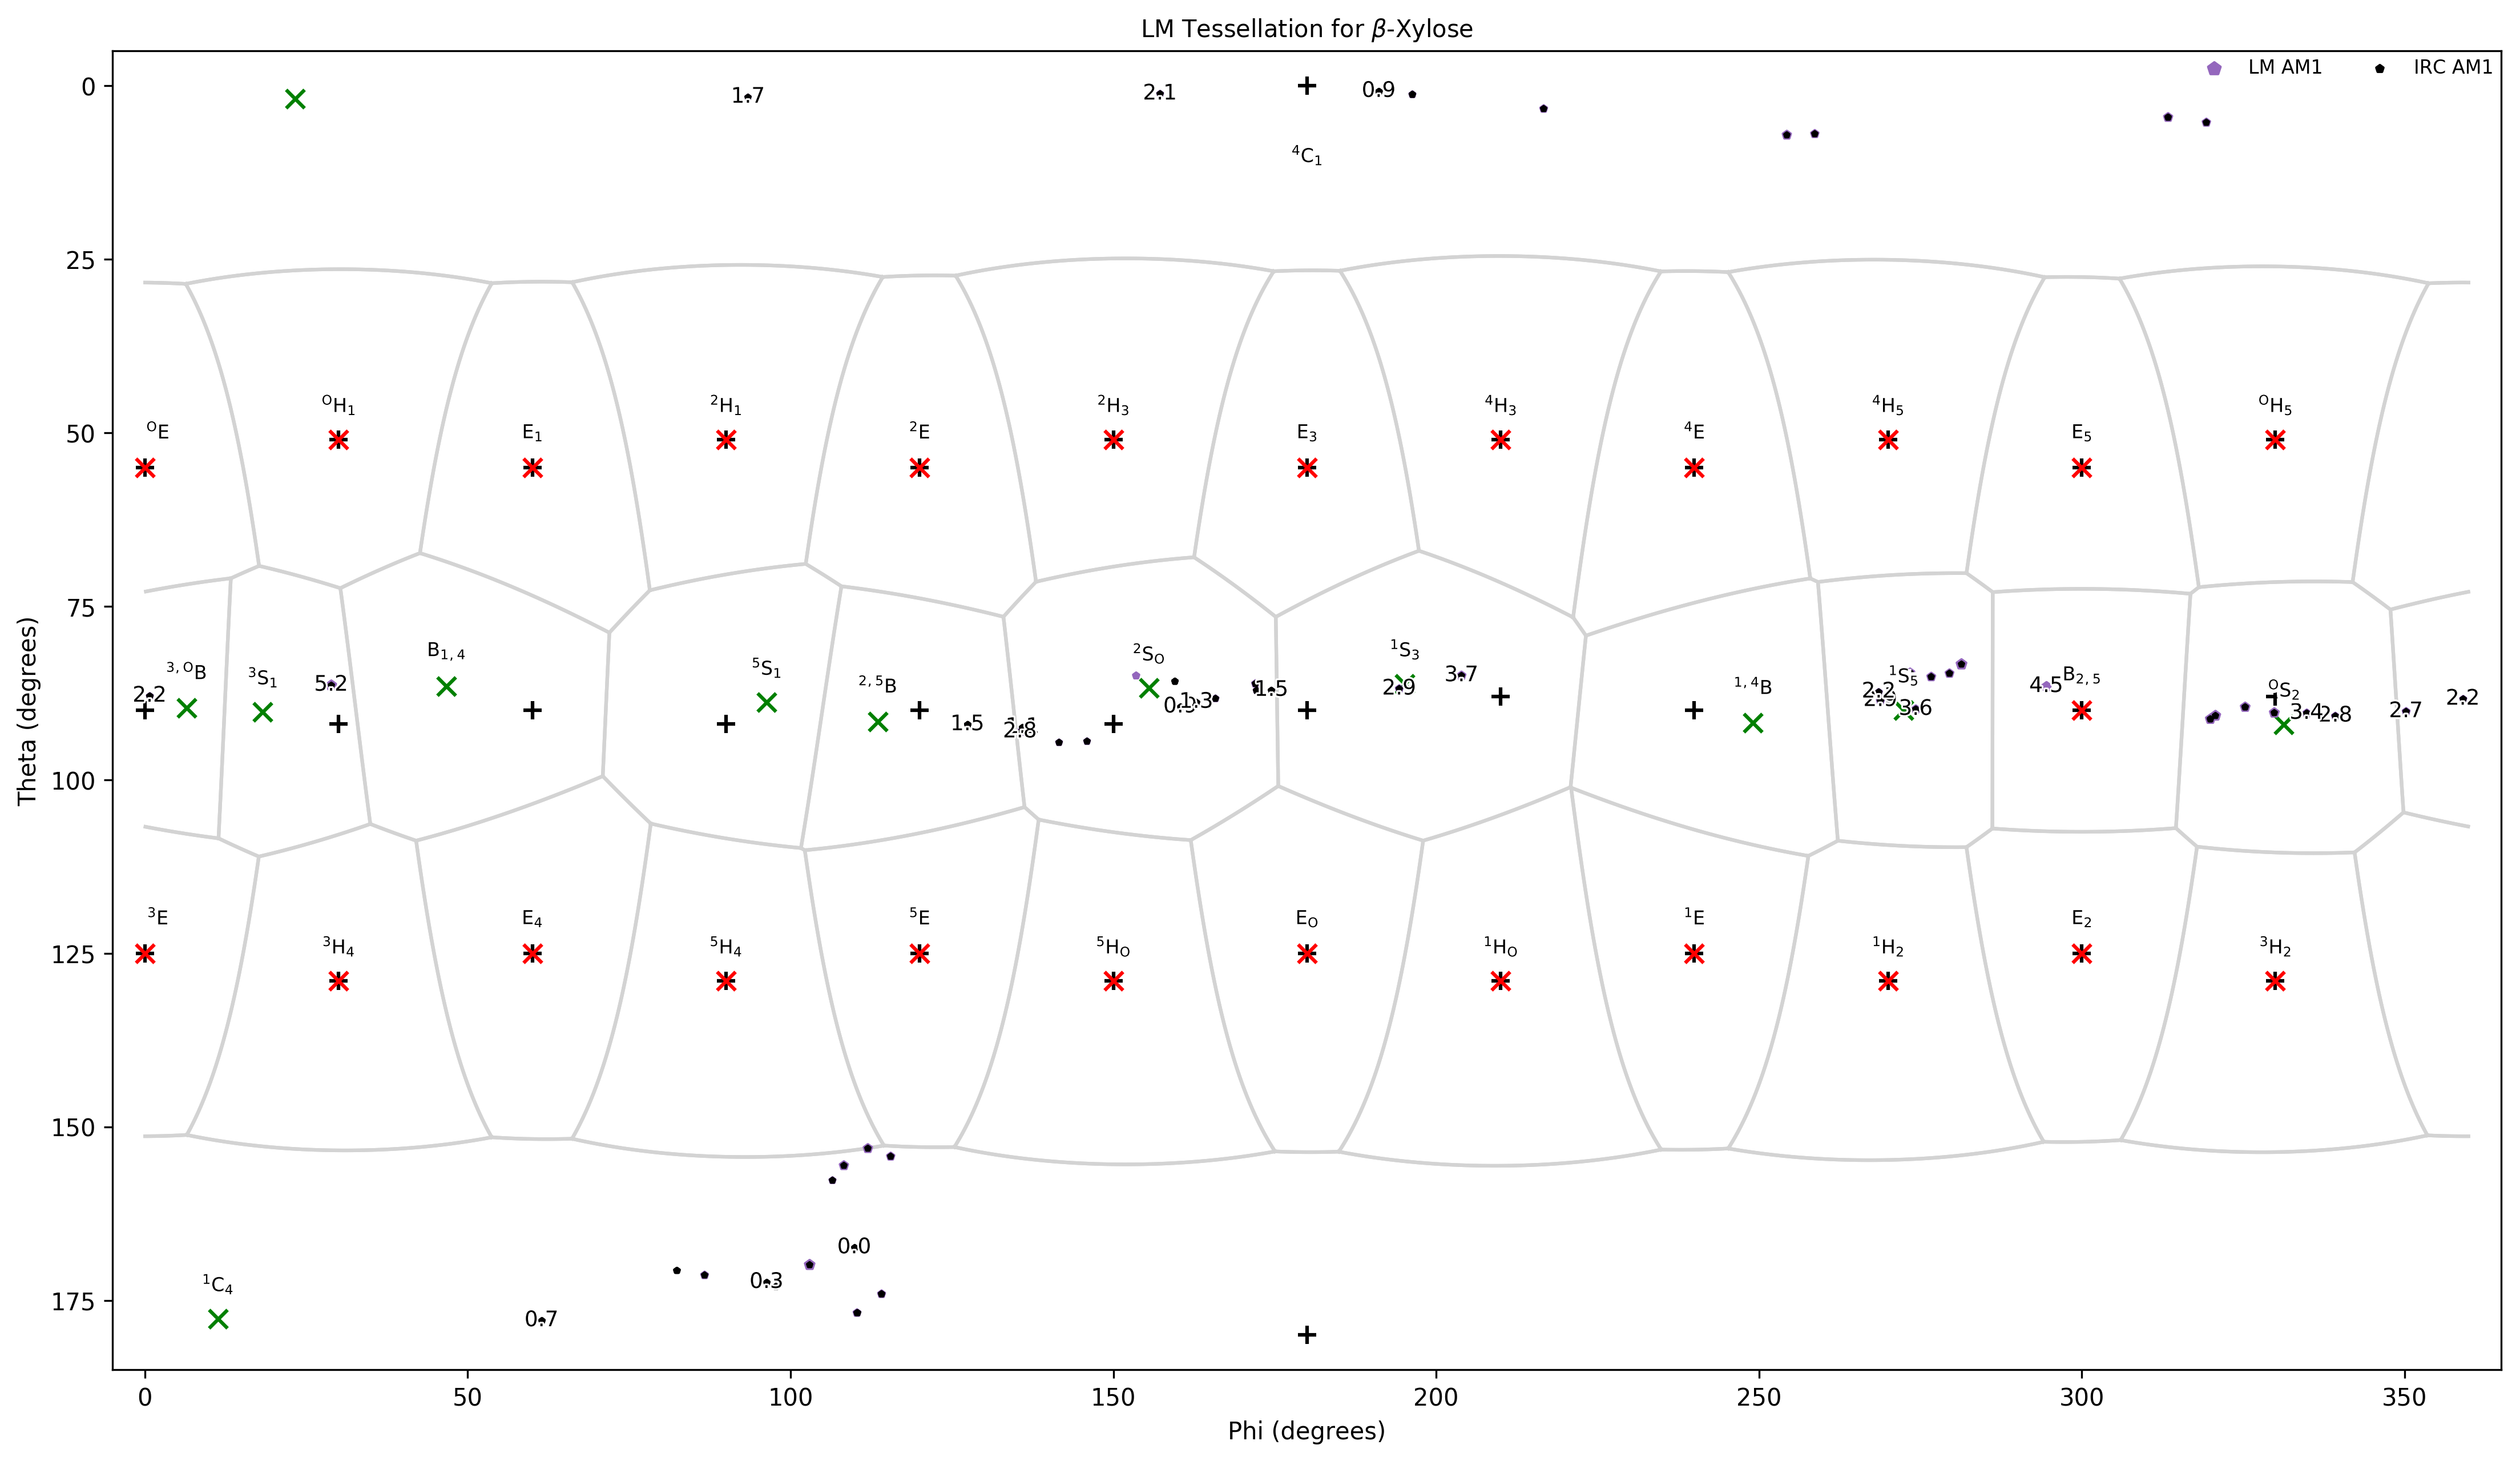 LM Tessellation for β-Xylose
LM AM1
IRC AM1
0
25
50
75
100
125
150
175
Theta (degrees)
0
50
100
150
200
250
300
350
Phi (degrees)
1.7
2.1
0.9
⁴C₁
ᴼE
ᴼH₁
E₁
²H₁
²E
²H₃
E₃
⁴H₃
⁴E
⁴H₅
E₅
ᴼH₅
2.2
³,ᴼB
³S₁
5.2
B₁,₄
⁵S₁
²,⁵B
1.5
2.8
²Sₒ
1.3
1.5
¹S₃
2.9
3.7
¹,⁴B
¹S₅
2.2
3.6
4.5
B₂,₅
ᴼS₂
3.4
2.8
2.7
2.2
³E
³H₄
E₄
⁵H₄
⁵E
⁵Hₒ
Eₒ
¹Hₒ
¹E
¹H₂
E₂
³H₂
0.0
0.3
0.7
¹C₄